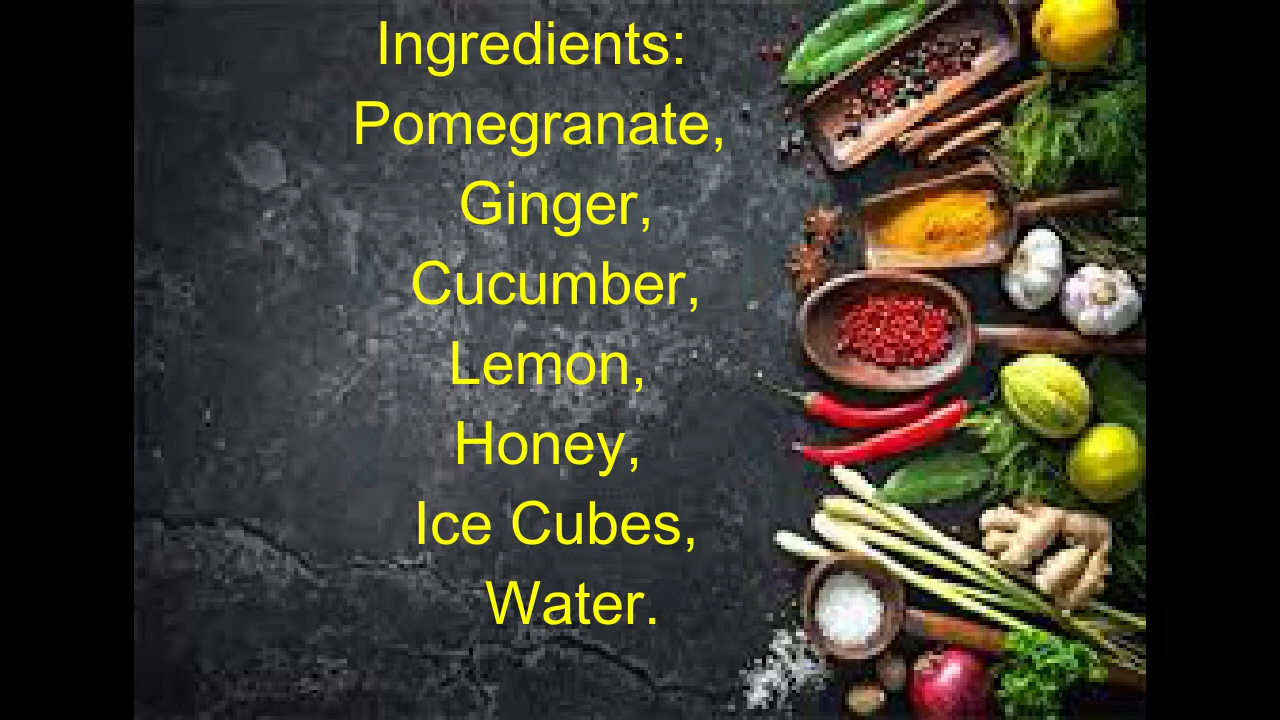 Ingredients:
Pomegranate,
Ginger,
Cucumber,
Lemon,
Honey,
Ice Cubes,
Water.